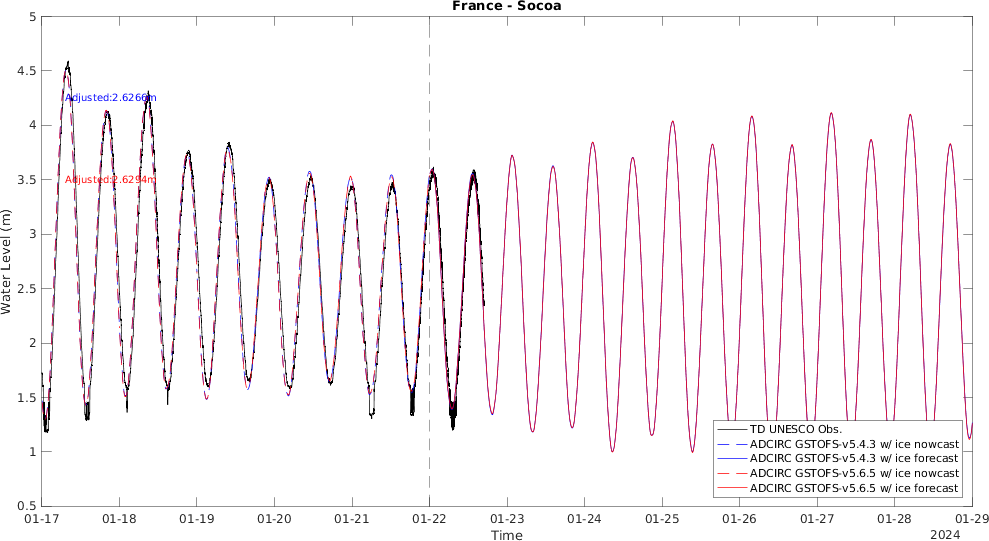 France - Socoa
5
4.5
4
3.5
3
2.5
2
1.5
1
0.5
Water Level (m)
Adjusted:2.6266m
Adjusted:2.6294m
TD UNESCO Obs.
ADCIRC GSTOFS-v5.4.3 w/ ice nowcast
ADCIRC GSTOFS-v5.4.3 w/ ice forecast
ADCIRC GSTOFS-v5.6.5 w/ ice nowcast
ADCIRC GSTOFS-v5.6.5 w/ ice forecast
01-17 01-18 01-19 01-20 01-21 01-22 01-23 01-24 01-25 01-26 01-27 01-28 01-29
Time
2024